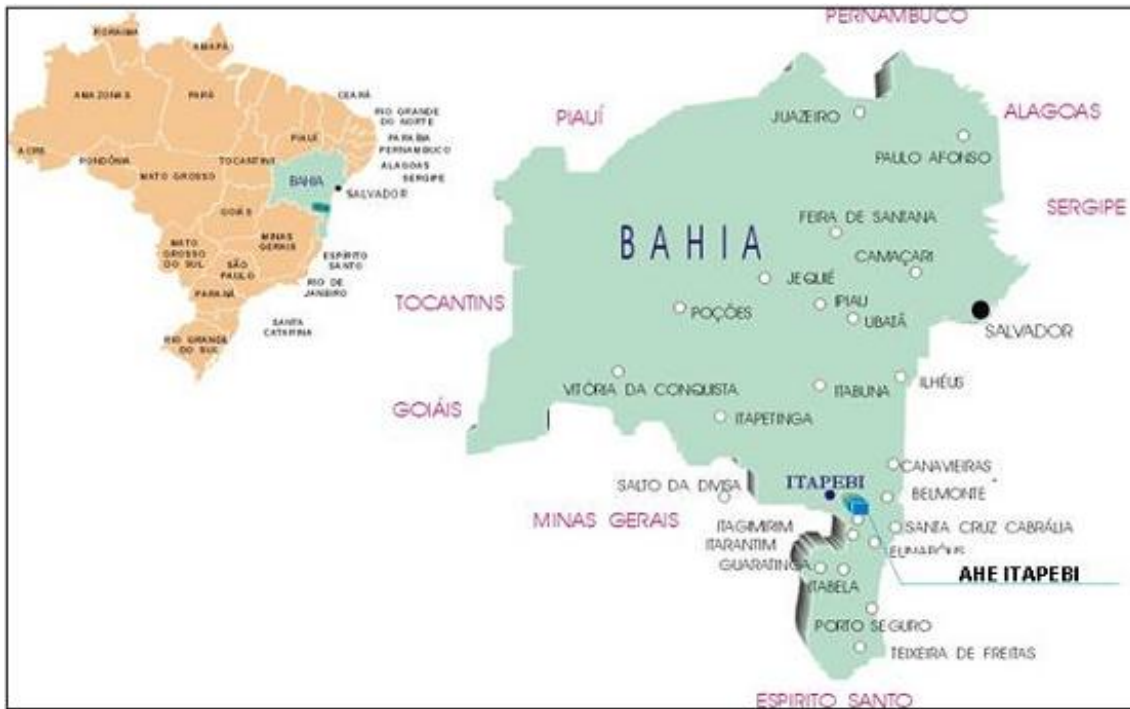 RORAIMA
AMAPÁ
AMAZONAS
PARÁ
CEARÁ
RIO GRANDE
DO NORTE
PIAUÍ
PARAÍBA
PERNAMBUCO
ACRE
RONDÔNIA
TOCANTINS
ALAGOAS
SERGIPE
MATO GROSSO
BAHIA
SALVADOR
GOIÁS
MINAS
GERAIS
MATO
GROSSO
DO SUL
ESPÍRITO
SANTO
SÃO
PAULO
RIO DE
JANEIRO
PARANÁ
SANTA
CATARINA
RIO GRANDE
DO SUL
PERNAMBUCO
PIAUÍ
JUAZEIRO
ALAGOAS
PAULO AFONSO
SERGIPE
FEIRA DE SANTANA
BAHIA
CAMAÇARI
JEQUIÉ
TOCANTINS
IPIAU
POÇÕES
UBATÃ
SALVADOR
VITÓRIA DA CONQUISTA
ITABUNA
ILHÉUS
GOIÁIS
ITAPETINGA
CANAVIEIRAS
SALTO DA DIVISA
ITAPEBI
BELMONTE
MINAS GERAIS
ITAGIMIRIM
SANTA CRUZ CABRÁLIA
ITARANTIM
GUARATINGA
AHE ITAPEBI
ITABELA
PORTO SEGURO
TEIXEIRA DE FREITAS
ESPIRITO SANTO